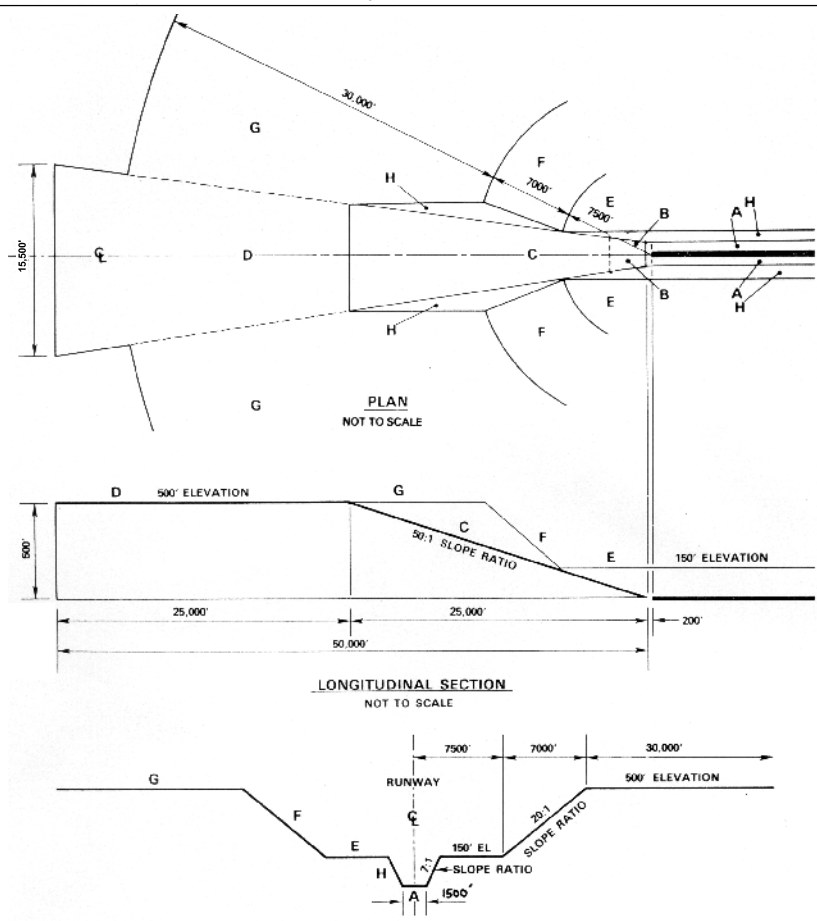 30,000'
G
F
H
7000'
E
7500'
B
A
H
15,500'
℄
D
C
B
A
H
E
H
F
G
PLAN
NOT TO SCALE
D 500' ELEVATION G
500'
C
50:1 SLOPE RATIO
F
E 150' ELEVATION
25,000' 25,000' 200'
50,000'
LONGITUDINAL SECTION
NOT TO SCALE
7500' 7000' 30,000'
G RUNWAY 500' ELEVATION
F ℄ 20:1
SLOPE RATIO
E 150' EL
H 7:1 SLOPE RATIO
A 1500'